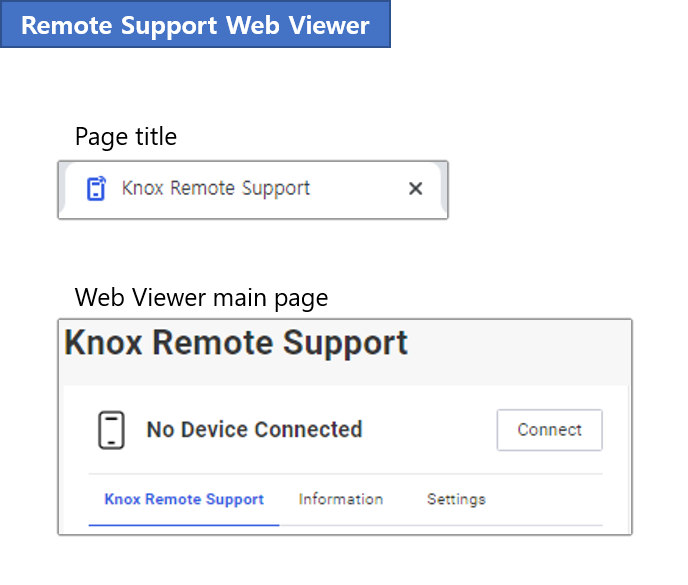 Remote Support Web Viewer
Page title
Knox Remote Support
Web Viewer main page
Knox Remote Support
No Device Connected
Connect
Knox Remote Support Information Settings